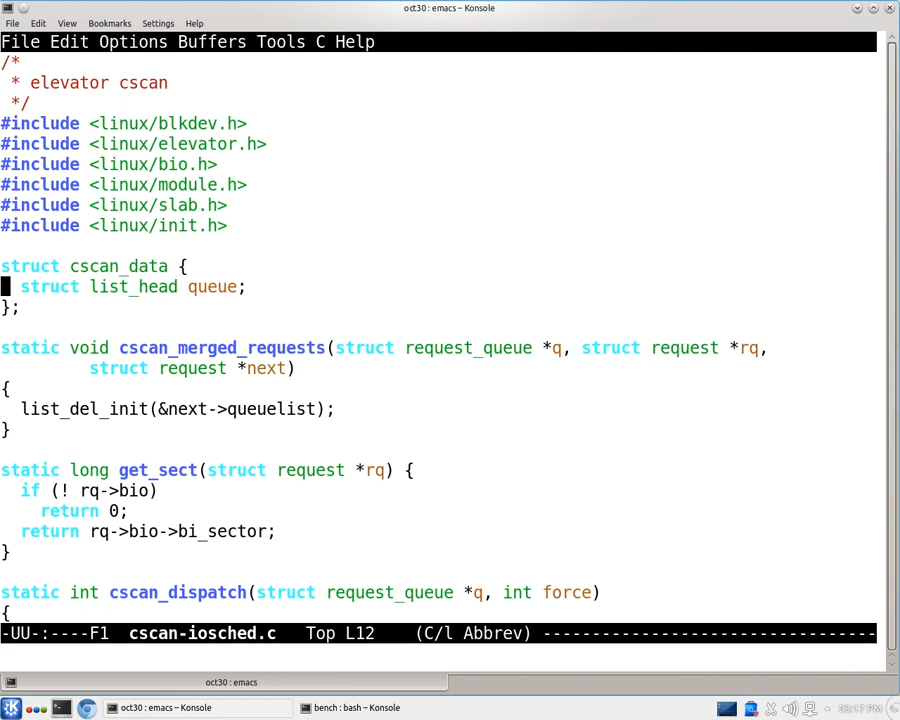 oct30 : emacs – Konsole
File Edit View Bookmarks Settings Help
File Edit Options Buffers Tools C Help
/*
 * elevator cscan
 */
#include <linux/blkdev.h>
#include <linux/elevator.h>
#include <linux/bio.h>
#include <linux/module.h>
#include <linux/slab.h>
#include <linux/init.h>
struct cscan_data {
  struct list_head queue;
};
static void cscan_merged_requests(struct request_queue *q, struct request *rq,
         struct request *next)
{
  list_del_init(&next->queuelist);
}
static long get_sect(struct request *rq) {
  if (! rq->bio)
    return 0;
  return rq->bio->bi_sector;
}
static int cscan_dispatch(struct request_queue *q, int force)
{
-UU-:----F1  cscan-iosched.c   Top L12    (C/l Abbrev) ----------------------------------
oct30 : emacs
oct30 : emacs – Konsole
bench : bash – Konsole
03:17 PM